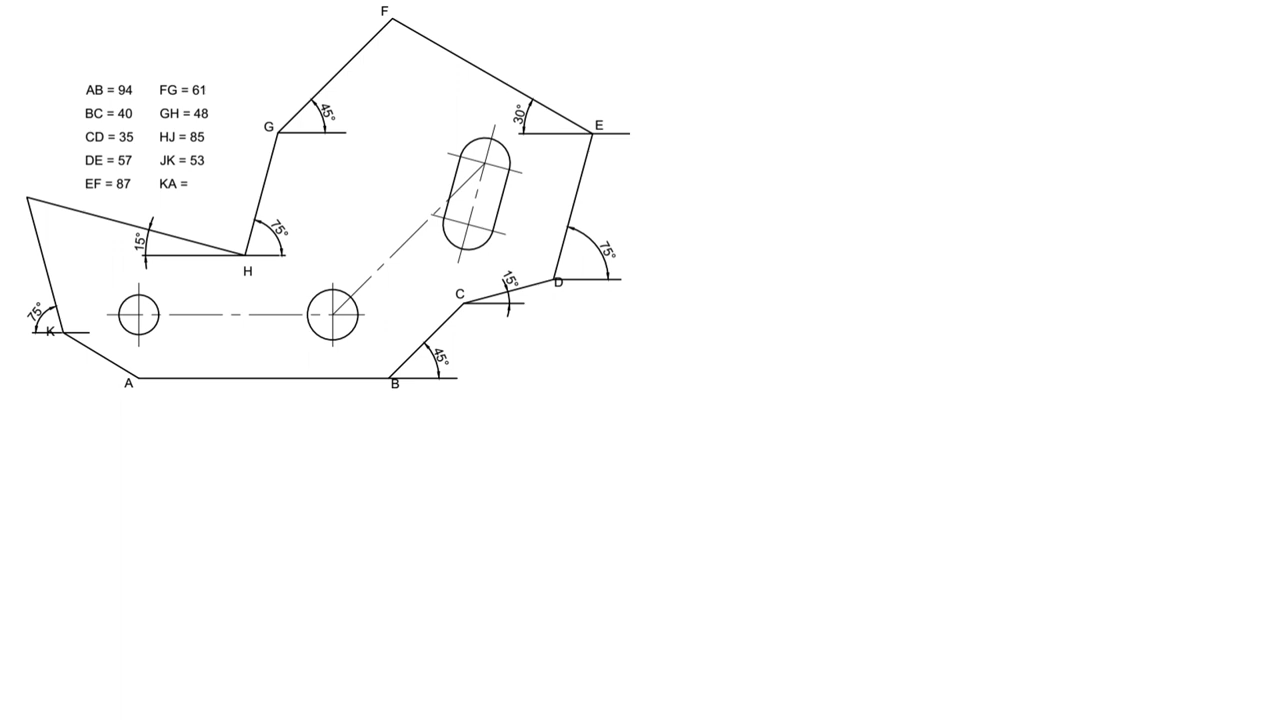 F
AB = 94 FG = 61
BC = 40 GH = 48
CD = 35 HJ = 85
DE = 57 JK = 53
EF = 87 KA =
45°
30°
G
E
15°
75°
H
75°
15°
D
C
75°
K
45°
A
B